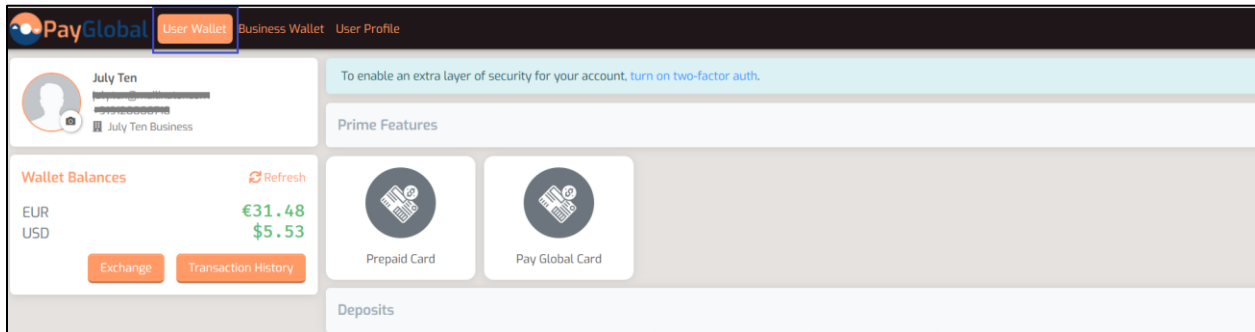 PayGlobal User Wallet Business Wallet User Profile
July Ten
July Ten Business
To enable an extra layer of security for your account, turn on two-factor auth.
Prime Features
Wallet Balances Refresh
EUR €31.48
USD $5.53
Exchange Transaction History
Prepaid Card Pay Global Card
Deposits